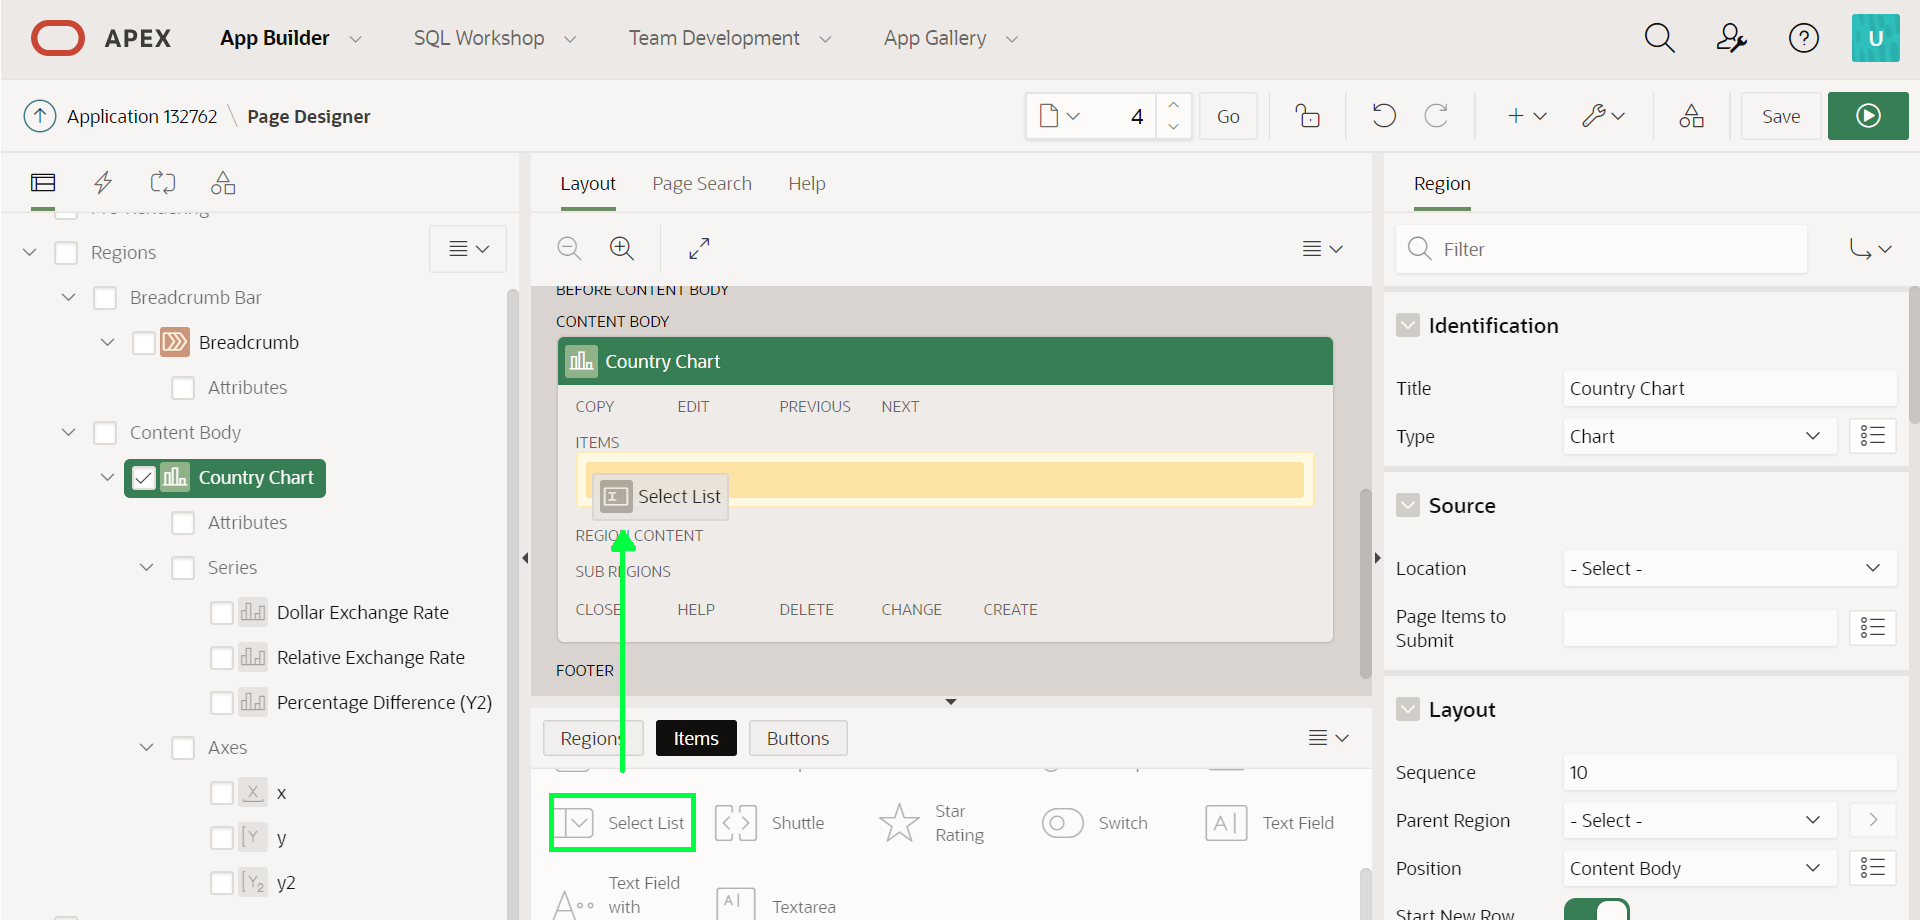 APEX App Builder SQL Workshop Team Development App Gallery U
Application 132762 \ Page Designer 4 Go Save
Layout Page Search Help
Region
Pre-Rendering
Regions
Breadcrumb Bar
Breadcrumb
Attributes
Content Body
Country Chart
Attributes
Series
Dollar Exchange Rate
Relative Exchange Rate
Percentage Difference (Y2)
Axes
x
y
y2
BEFORE CONTENT BODY
CONTENT BODY
Country Chart
COPY EDIT PREVIOUS NEXT
ITEMS
Select List
REGION CONTENT
SUB REGIONS
CLOSE HELP DELETE CHANGE CREATE
FOOTER
Regions Items Buttons
Select List Shuttle Star Rating Switch Text Field
Text Field with
Textarea
Filter
Identification
Title Country Chart
Type Chart
Source
Location - Select -
Page Items to
Submit
Layout
Sequence 10
Parent Region - Select -
Position Content Body
Start New Row